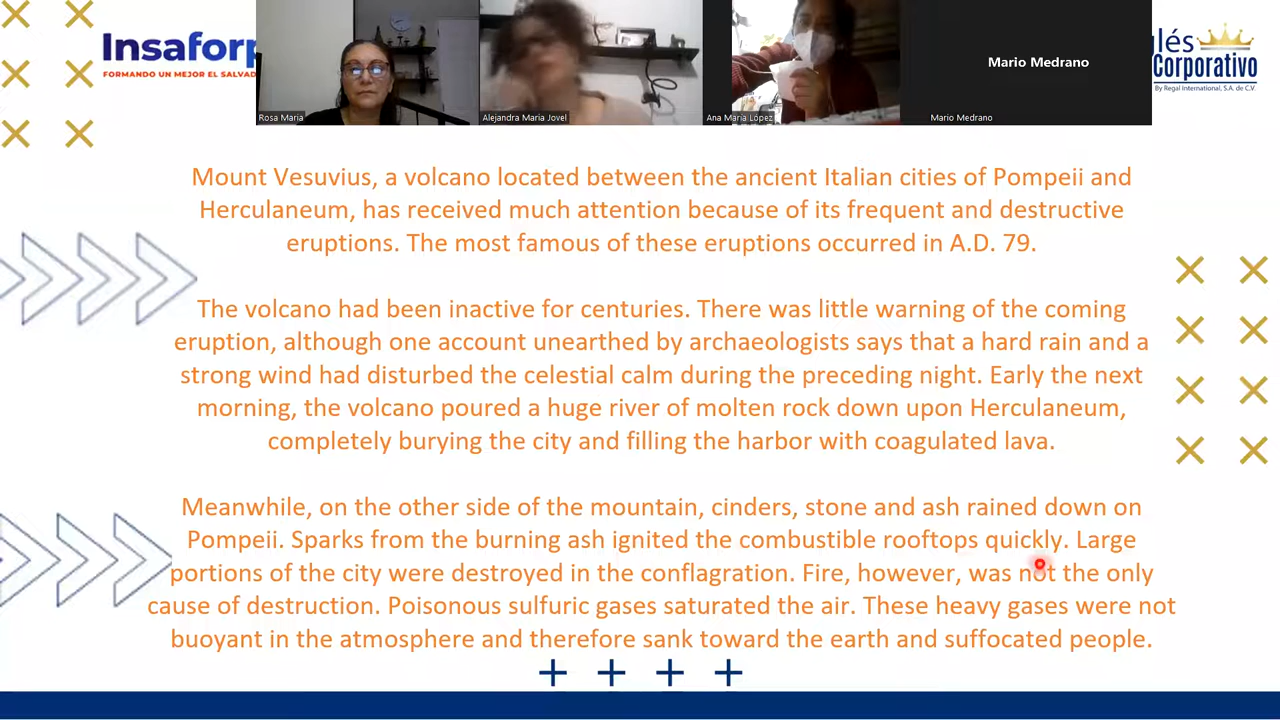 Insaforp
FORMANDO UN MEJOR EL SALVAD
Rosa Maria
Alejandra Maria Jovel
Ana María López
Mario Medrano
Mario Medrano
lés
Corporativo
By Regal International, S.A. de C.V.
Mount Vesuvius, a volcano located between the ancient Italian cities of Pompeii and
Herculaneum, has received much attention because of its frequent and destructive
eruptions. The most famous of these eruptions occurred in A.D. 79.
The volcano had been inactive for centuries. There was little warning of the coming
eruption, although one account unearthed by archaeologists says that a hard rain and a
strong wind had disturbed the celestial calm during the preceding night. Early the next
morning, the volcano poured a huge river of molten rock down upon Herculaneum,
completely burying the city and filling the harbor with coagulated lava.
Meanwhile, on the other side of the mountain, cinders, stone and ash rained down on
Pompeii. Sparks from the burning ash ignited the combustible rooftops quickly. Large
portions of the city were destroyed in the conflagration. Fire, however, was not the only
cause of destruction. Poisonous sulfuric gases saturated the air. These heavy gases were not
buoyant in the atmosphere and therefore sank toward the earth and suffocated people.